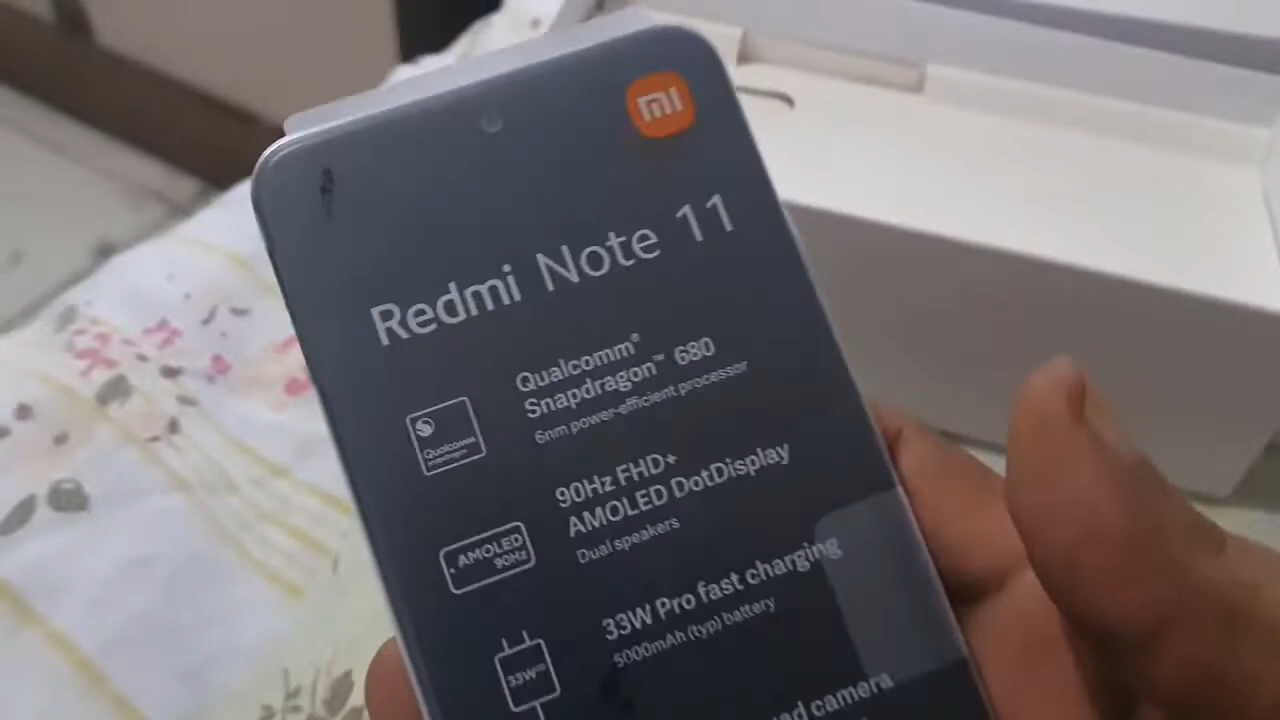 mi
Redmi Note 11
Qualcomm®
Snapdragon™ 680
6nm power-efficient processor
Qualcomm
snapdragon
90Hz FHD+
AMOLED DotDisplay
Dual speakers
AMOLED
90Hz
33W Pro fast charging
5000mAh (typ) battery
33W
camera